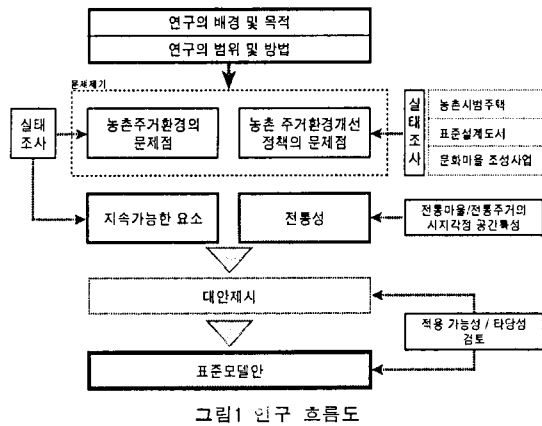 연구의 배경 및 목적
연구의 범위 및 방법
문제제기
실태
조사
농촌주거환경의
문제점
농촌 주거환경개선
정책의 문제점
실
태
조
사
농촌시범주택
표준설계도서
문화마을 조성사업
지속가능한 요소
전통성
전통마을/전통주거의
시지각정 공간특성
대안제시
적용 가능성 / 타당성
검토
표준모델안
그림1 연구 흐름도